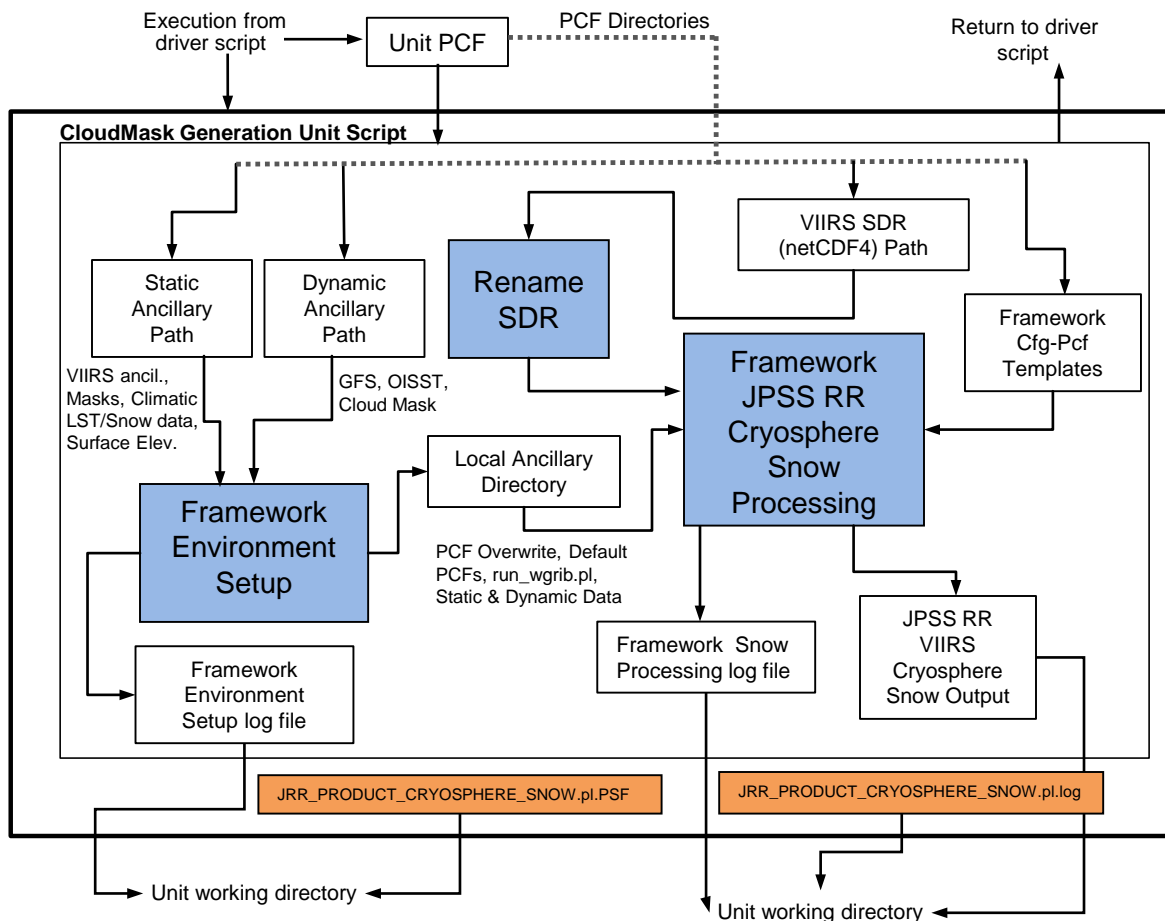 Execution from
driver script
Unit PCF
PCF Directories
Return to driver
script
CloudMask Generation Unit Script
Static
Ancillary
Path
Dynamic
Ancillary
Path
Rename
SDR
VIIRS SDR
(netCDF4) Path
Framework
Cfg-Pcf
Templates
VIIRS ancil.,
Masks, Climatic
LST/Snow data,
Surface Elev.
GFS, OISST,
Cloud Mask
Framework
JPSS RR
Cryosphere
Snow
Processing
Local Ancillary
Directory
Framework
Environment
Setup
PCF Overwrite, Default
PCFs, run_wgrib.pl,
Static & Dynamic Data
Framework Snow
Processing log file
JPSS RR
VIIRS
Cryosphere
Snow Output
Framework
Environment
Setup log file
JRR_PRODUCT_CRYOSPHERE_SNOW.pl.PSF
JRR_PRODUCT_CRYOSPHERE_SNOW.pl.log
Unit working directory
Unit working directory